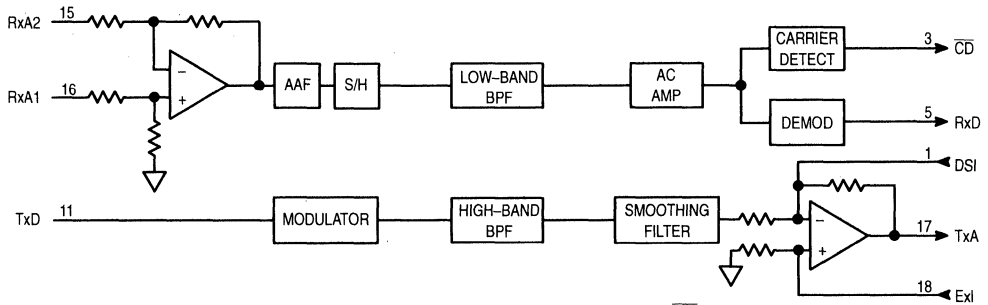 RxA2 15
RxA1 16
− +
AAF
S/H
LOW–BAND
BPF
AC
AMP
CARRIER
DETECT
3 C̅D̅
DEMOD
5 RxD
1 DSI
TxD 11
MODULATOR
HIGH–BAND
BPF
SMOOTHING
FILTER
− +
17 TxA
18 ExI